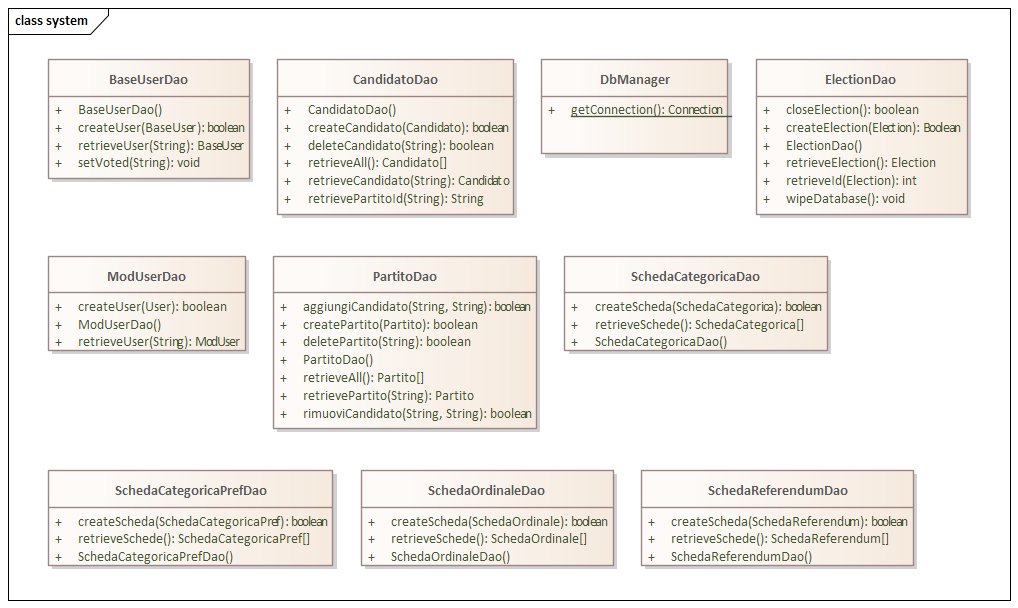 class system
BaseUserDao
+ BaseUserDao()
+ createUser(BaseUser): boolean
+ retrieveUser(String): BaseUser
+ setVoted(String): void
CandidatoDao
+ CandidatoDao()
+ createCandidato(Candidato): boolean
+ deleteCandidato(String): boolean
+ retrieveAll(): Candidato[]
+ retrieveCandidato(String): Candidato
+ retrievePartitoId(String): String
DbManager
+ getConnection(): Connection
ElectionDao
+ closeElection(): boolean
+ createElection(Election): Boolean
+ ElectionDao()
+ retrieveElection(): Election
+ retrieveId(Election): int
+ wipeDatabase(): void
ModUserDao
+ createUser(User): boolean
+ ModUserDao()
+ retrieveUser(String): ModUser
PartitoDao
+ aggiungiCandidato(String, String): boolean
+ createPartito(Partito): boolean
+ deletePartito(String): boolean
+ PartitoDao()
+ retrieveAll(): Partito[]
+ retrievePartito(String): Partito
+ rimuoviCandidato(String, String): boolean
SchedaCategoricaDao
+ createScheda(SchedaCategorica): boolean
+ retrieveSchede(): SchedaCategorica[]
+ SchedaCategoricaDao()
SchedaCategoricaPrefDao
+ createScheda(SchedaCategoricaPref): boolean
+ retrieveSchede(): SchedaCategoricaPref[]
+ SchedaCategoricaPrefDao()
SchedaOrdinaleDao
+ createScheda(SchedaOrdinale): boolean
+ retrieveSchede(): SchedaOrdinale[]
+ SchedaOrdinaleDao()
SchedaReferendumDao
+ createScheda(SchedaReferendum): boolean
+ retrieveSchede(): SchedaReferendum[]
+ SchedaReferendumDao()